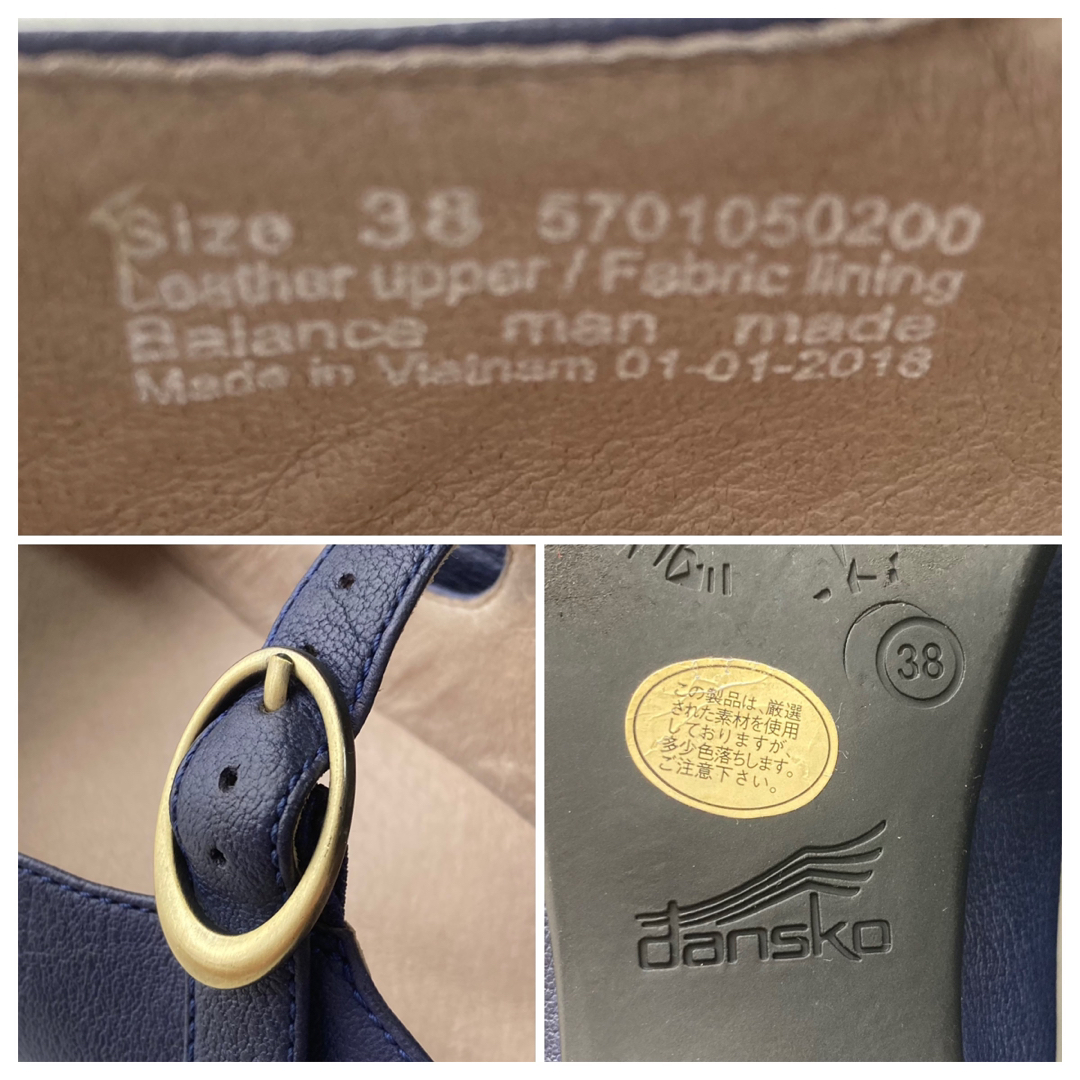 Size 38 5701050200
Leather upper / Fabric lining
Balance man made
Made in Vietnam 01-01-2018
38
この製品は、厳選
された素材を使用
しておりますが、
多少色落ちします。
ご注意下さい。
dansko